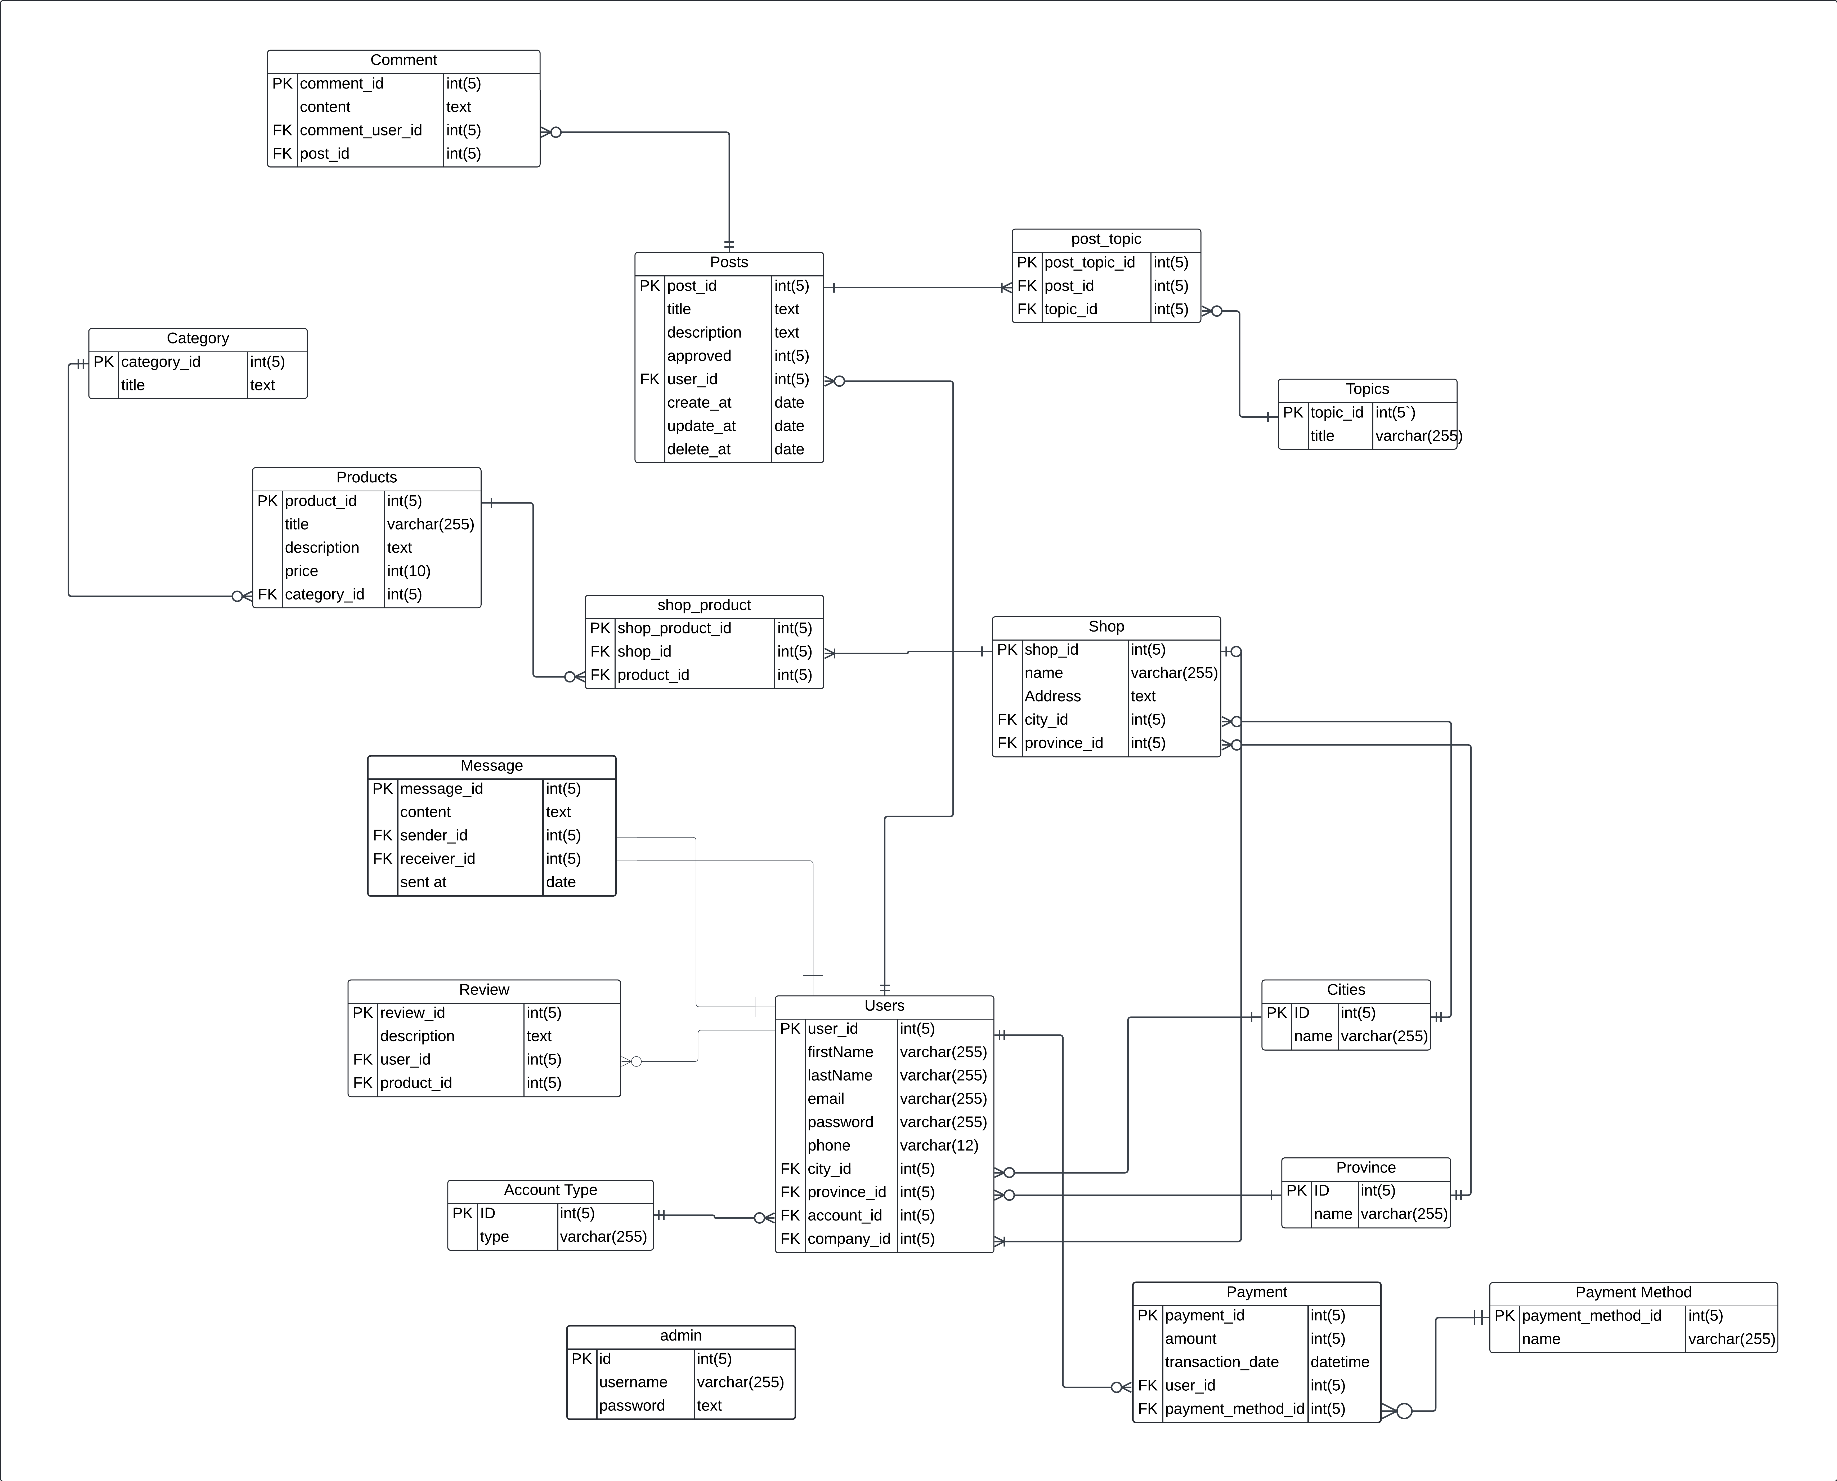 Comment
PK comment_id int(5)
content text
FK comment_user_id int(5)
FK post_id int(5)
Posts
PK post_id int(5)
title text
description text
approved int(5)
FK user_id int(5)
create_at date
update_at date
delete_at date
post_topic
PK post_topic_id int(5)
FK post_id int(5)
FK topic_id int(5)
Category
PK category_id int(5)
title text
Topics
PK topic_id int(5`)
title varchar(255)
Products
PK product_id int(5)
title varchar(255)
description text
price int(10)
FK category_id int(5)
shop_product
PK shop_product_id int(5)
FK shop_id int(5)
FK product_id int(5)
Shop
PK shop_id int(5)
name varchar(255)
Address text
FK city_id int(5)
FK province_id int(5)
Message
PK message_id int(5)
content text
FK sender_id int(5)
FK receiver_id int(5)
sent at date
Review
PK review_id int(5)
description text
FK user_id int(5)
FK product_id int(5)
Users
PK user_id int(5)
firstName varchar(255)
lastName varchar(255)
email varchar(255)
password varchar(255)
phone varchar(12)
FK city_id int(5)
FK province_id int(5)
FK account_id int(5)
FK company_id int(5)
Cities
PK ID int(5)
name varchar(255)
Province
PK ID int(5)
name varchar(255)
Account Type
PK ID int(5)
type varchar(255)
admin
PK id int(5)
username varchar(255)
password text
Payment
PK payment_id int(5)
amount int(5)
transaction_date datetime
FK user_id int(5)
FK payment_method_id int(5)
Payment Method
PK payment_method_id int(5)
name varchar(255)